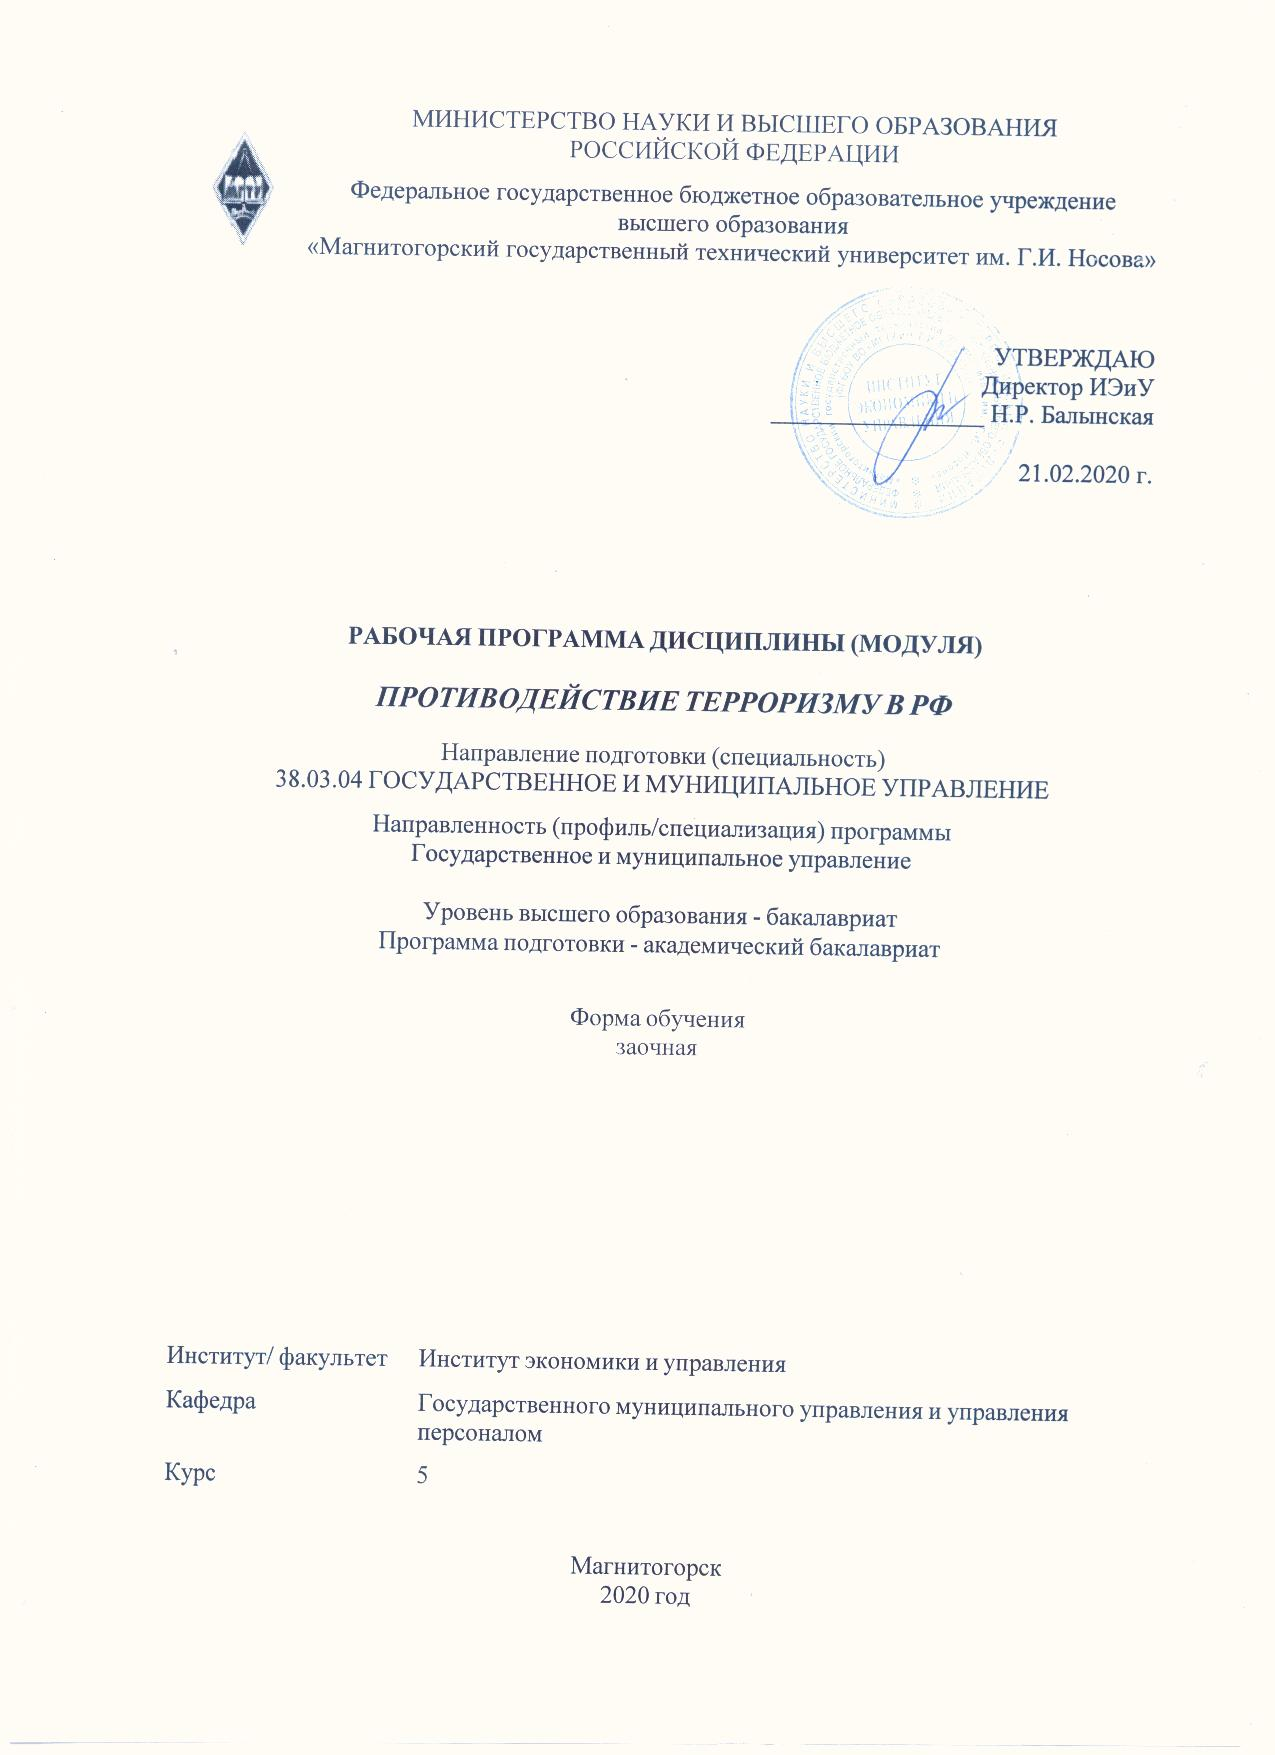 МИНИСТЕРСТВО НАУКИ И ВЫСШЕГО ОБРАЗОВАНИЯ
РОССИЙСКОЙ ФЕДЕРАЦИИ
Федеральное государственное бюджетное образовательное учреждение
высшего образования
«Магнитогорский государственный технический университет им. Г.И. Носова»
УТВЕРЖДАЮ
Директор ИЭиУ
Н.Р. Балынская
21.02.2020 г.
ИНСТИТУТ
ЭКОНОМИКИ И
УПРАВЛЕНИЯ
РАБОЧАЯ ПРОГРАММА ДИСЦИПЛИНЫ (МОДУЛЯ)
ПРОТИВОДЕЙСТВИЕ ТЕРРОРИЗМУ В РФ
Направление подготовки (специальность)
38.03.04 ГОСУДАРСТВЕННОЕ И МУНИЦИПАЛЬНОЕ УПРАВЛЕНИЕ
Направленность (профиль/специализация) программы
Государственное и муниципальное управление
Уровень высшего образования - бакалавриат
Программа подготовки - академический бакалавриат
Форма обучения
заочная
Институт/ факультет Институт экономики и управления
Кафедра Государственного муниципального управления и управления
персоналом
Курс 5
Магнитогорск
2020 год